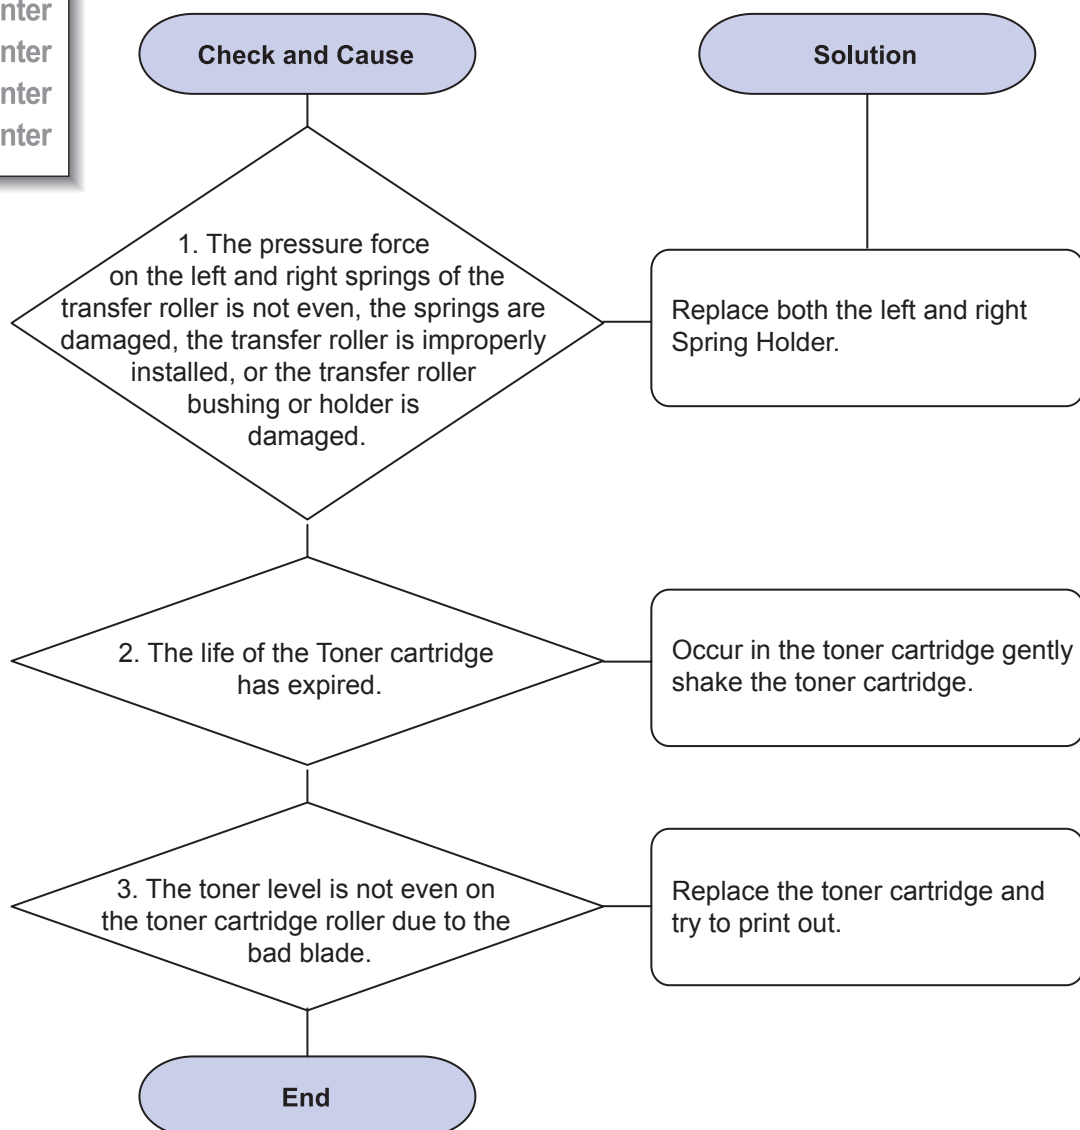 nter
nter
nter
nter
Check and Cause
Solution
1. The pressure force
on the left and right springs of the
transfer roller is not even, the springs are
damaged, the transfer roller is improperly
installed, or the transfer roller
bushing or holder is
damaged.
Replace both the left and right
Spring Holder.
2. The life of the Toner cartridge
has expired.
Occur in the toner cartridge gently
shake the toner cartridge.
3. The toner level is not even on
the toner cartridge roller due to the
bad blade.
Replace the toner cartridge and
try to print out.
End